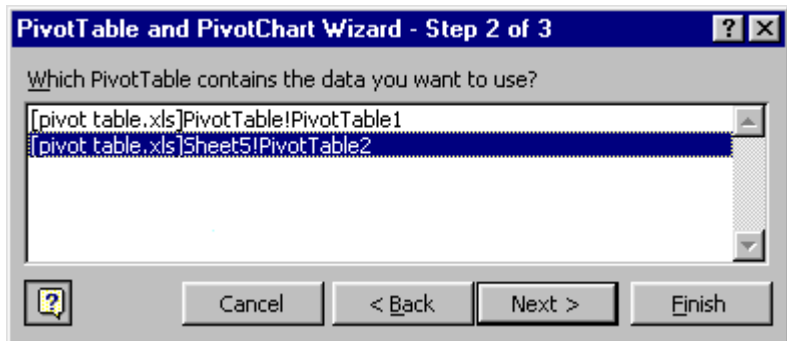 PivotTable and PivotChart Wizard - Step 2 of 3
Which PivotTable contains the data you want to use?
[pivot table.xls]PivotTable!PivotTable1
[pivot table.xls]Sheet5!PivotTable2
Cancel < Back Next > Finish